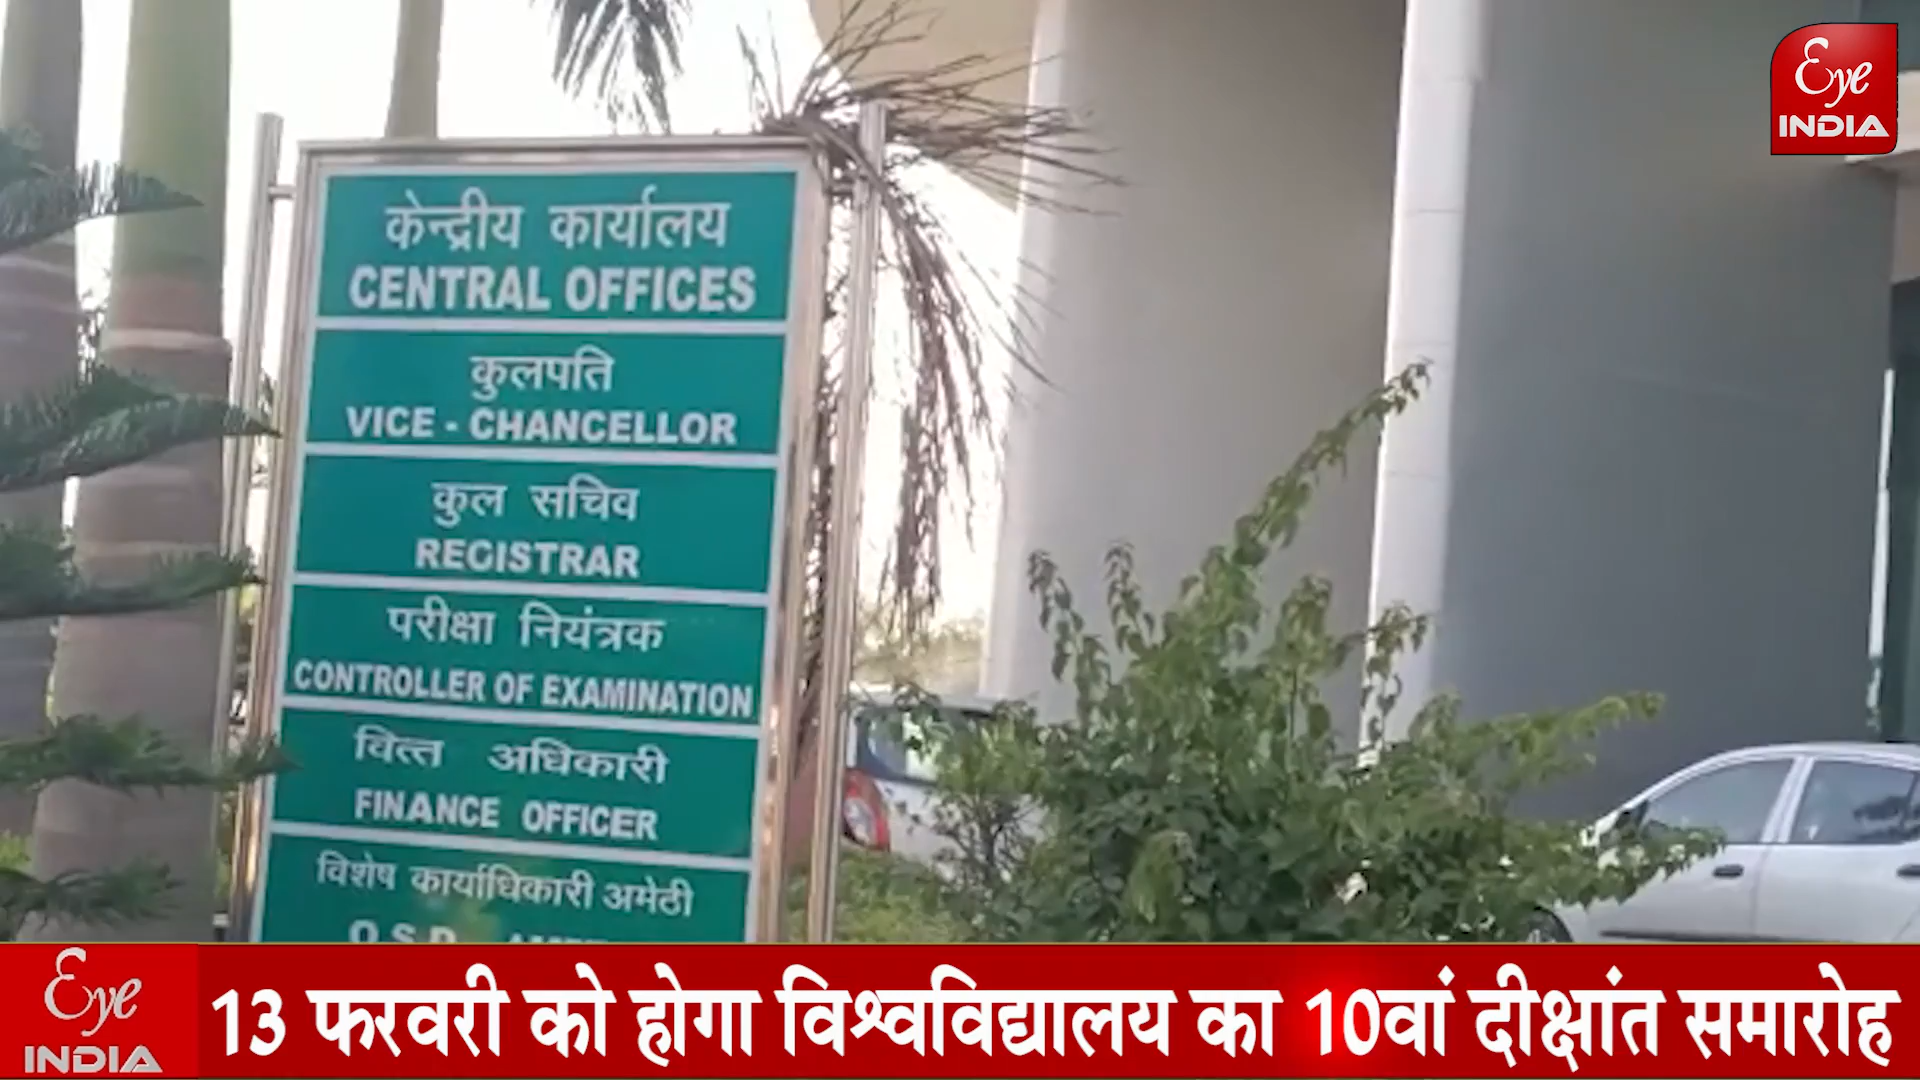 Eye
INDIA
केन्द्रीय कार्यालय
CENTRAL OFFICES
कुलपति
VICE - CHANCELLOR
कुल सचिव
REGISTRAR
परीक्षा नियंत्रक
CONTROLLER OF EXAMINATION
वित्त अधिकारी
FINANCE OFFICER
विशेष कार्याधिकारी अमेठी
O.S.D.
Eye
INDIA
13 फरवरी को होगा विश्वविद्यालय का 10वां दीक्षांत समारोह